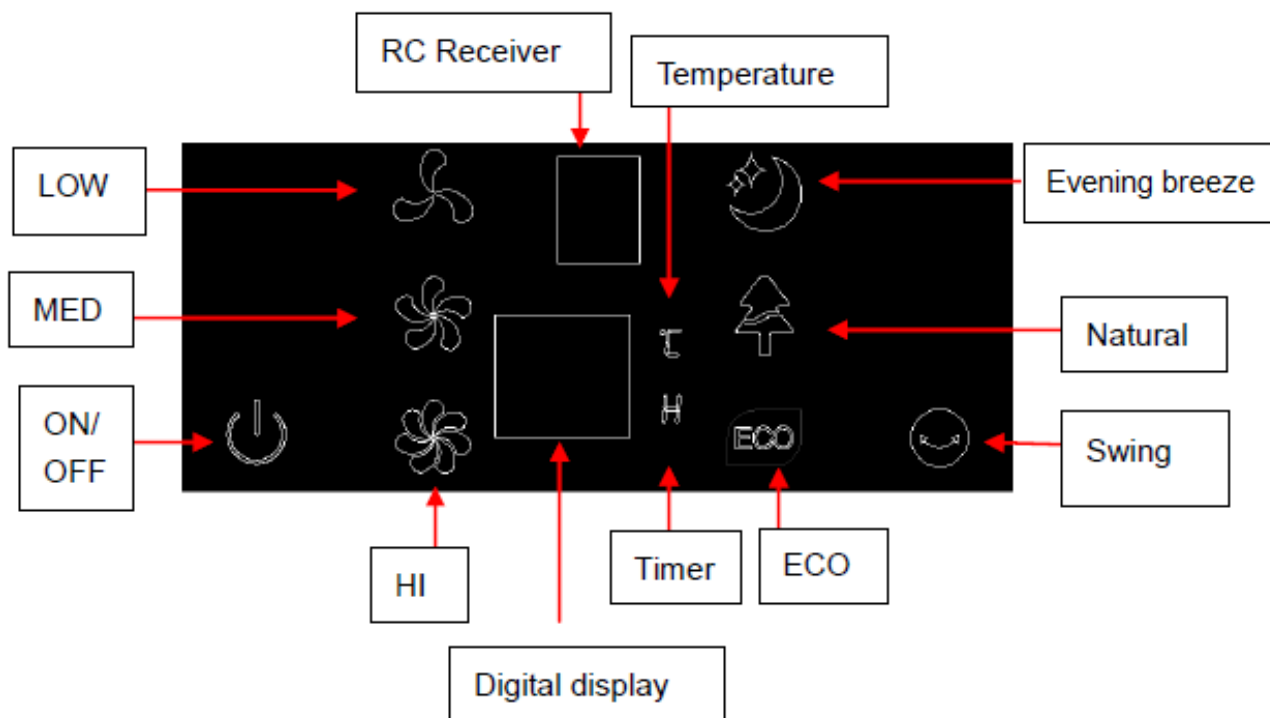 RC Receiver
Temperature
LOW
Evening breeze
MED
℃
Natural
H
ON/
OFF
ECO
Swing
HI
Timer
ECO
Digital display